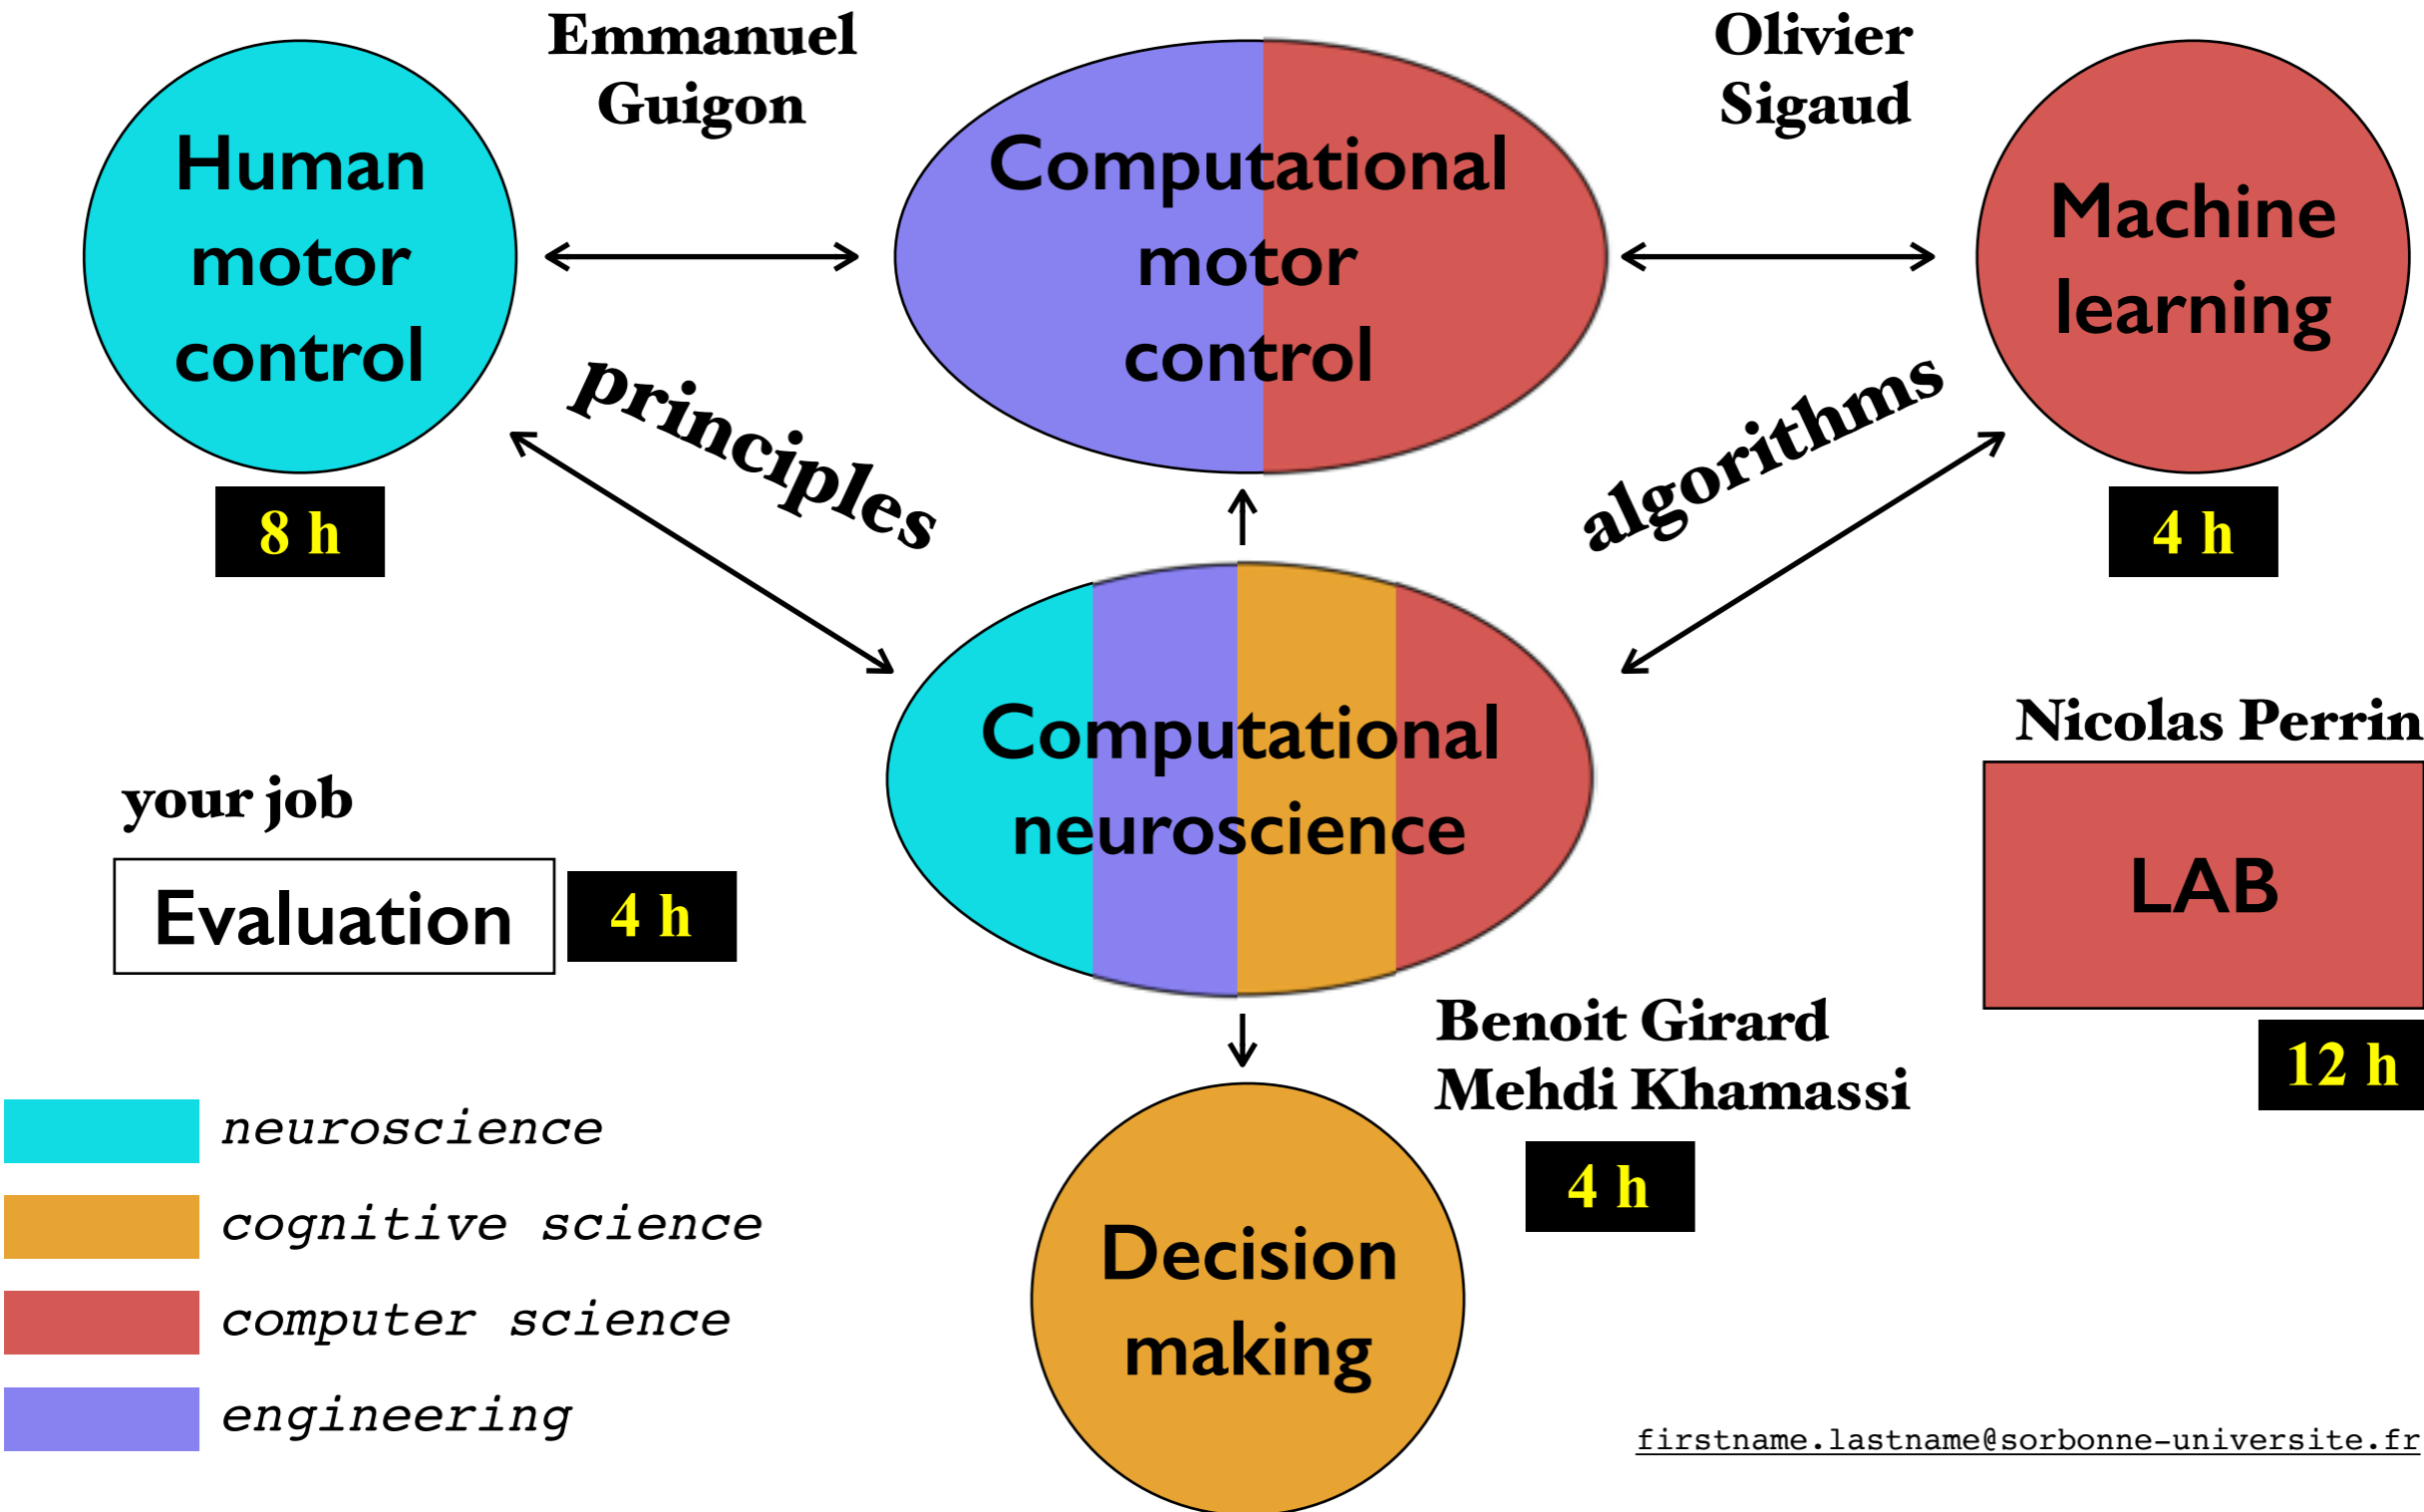 Emmanuel
Guigon
Olivier
Sigaud
Human
motor
control
Computational
motor
control
Machine
learning
principles
algorithms
8 h
4 h
Computational
neuroscience
Nicolas Perrin
LAB
12 h
your job
Evaluation
4 h
Benoit Girard
Mehdi Khamassi
4 h
Decision
making
neuroscience
cognitive science
computer science
engineering
firstname.lastname@sorbonne-universite.fr